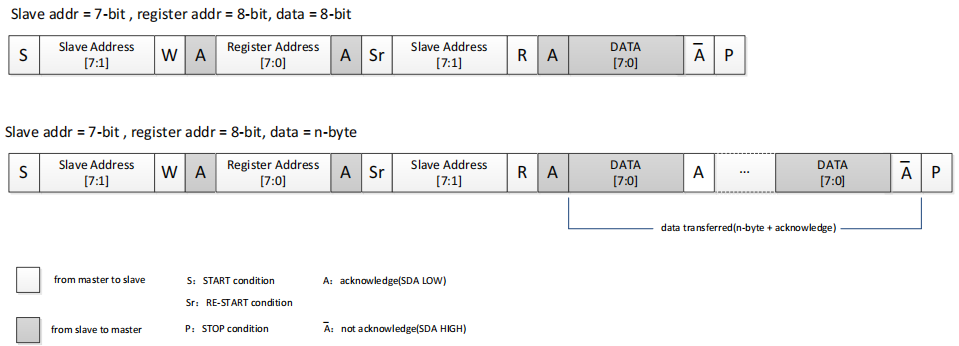 Slave addr = 7-bit , register addr = 8-bit, data = 8-bit
S Slave Address [7:1] W A Register Address [7:0] A Sr Slave Address [7:1] R A DATA [7:0] A̅ P
Slave addr = 7-bit , register addr = 8-bit, data = n-byte
S Slave Address [7:1] W A Register Address [7:0] A Sr Slave Address [7:1] R A DATA [7:0] A ... DATA [7:0] A̅ P
data transferred(n-byte + acknowledge)
from master to slave S: START condition A: acknowledge(SDA LOW)
Sr: RE-START condition
from slave to master P: STOP condition A̅: not acknowledge(SDA HIGH)